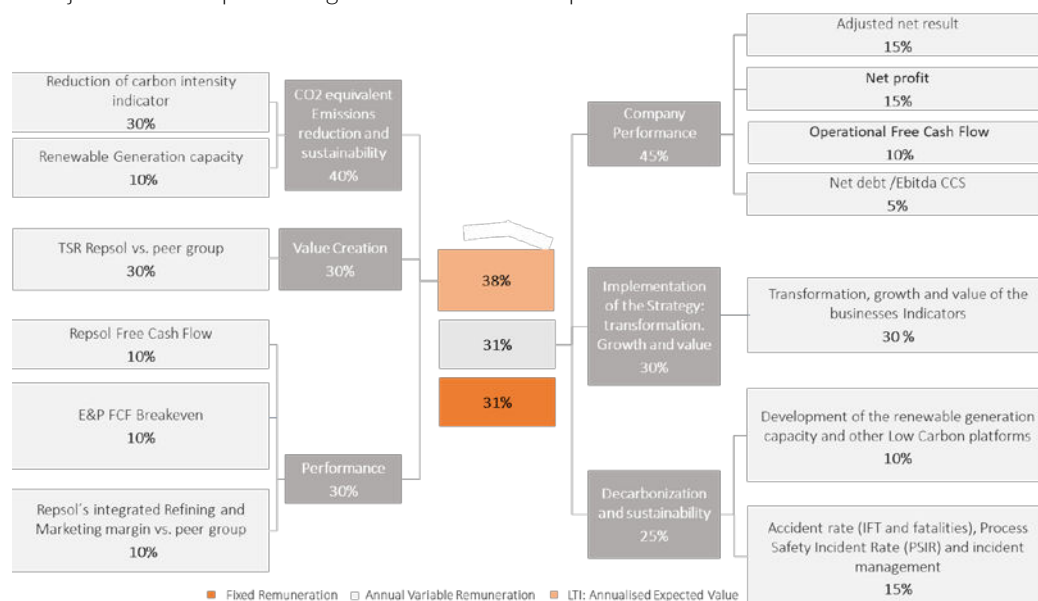 Reduction of carbon intensity
indicator
30%
Renewable Generation capacity
10%
CO2 equivalent
Emissions
reduction and
sustainability
40%
TSR Repsol vs. peer group
30%
Value Creation
30%
Repsol Free Cash Flow
10%
E&P FCF Breakeven
10%
Repsol´s integrated Refining and
Marketing margin vs. peer group
10%
Performance
30%
38%
31%
31%
Company
Performance
45%
Adjusted net result
15%
Net profit
15%
Operational Free Cash Flow
10%
Net debt /Ebitda CCS
5%
Implementation
of the Strategy:
transformation.
Growth and value
30%
Transformation, growth and value of the
businesses Indicators
30 %
Decarbonization
and sustainability
25%
Development of the renewable generation
capacity and other Low Carbon platforms
10%
Accident rate (IFT and fatalities), Process
Safety Incident Rate (PSIR) and incident
management
15%
Fixed Remuneration Annual Variable Remuneration LTI: Annualised Expected Value